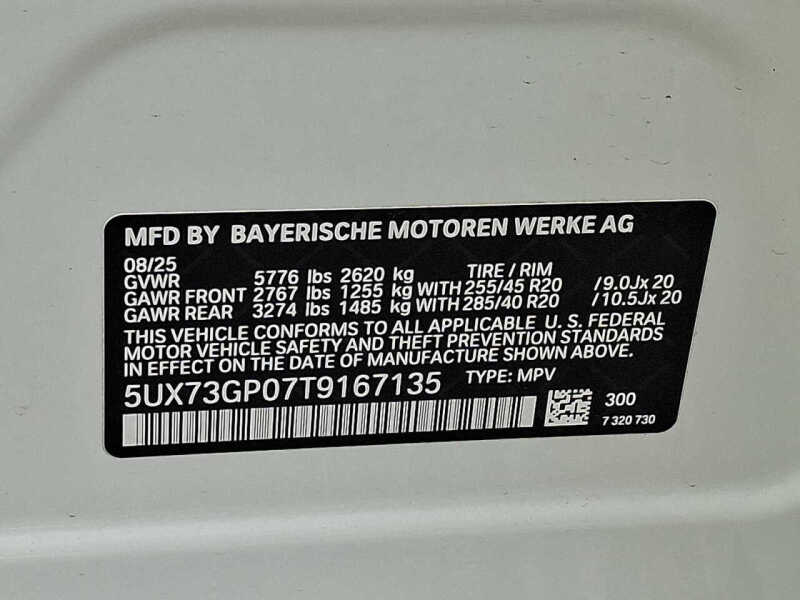 MFD BY BAYERISCHE MOTOREN WERKE AG
08/25 TIRE / RIM
GVWR 5776 lbs 2620 kg
GAWR FRONT 2767 lbs 1255 kg WITH 255/45 R20 /9.0Jx 20
GAWR REAR 3274 lbs 1485 kg WITH 285/40 R20 /10.5Jx 20
THIS VEHICLE CONFORMS TO ALL APPLICABLE U. S. FEDERAL
MOTOR VEHICLE SAFETY AND THEFT PREVENTION STANDARDS
IN EFFECT ON THE DATE OF MANUFACTURE SHOWN ABOVE.
5UX73GP07T9167135 TYPE: MPV
300
7 320 730